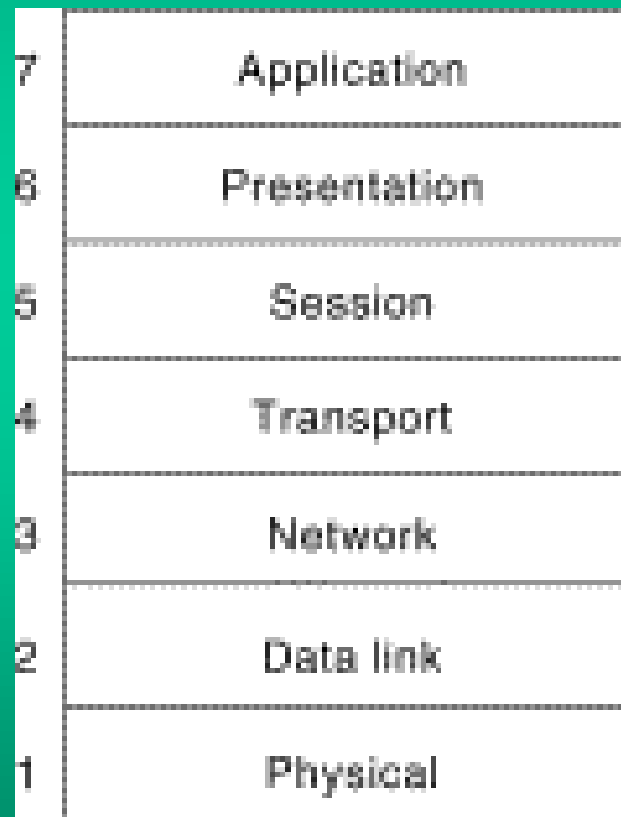 7 Application
6 Presentation
5 Session
4 Transport
3 Network
2 Data link
1 Physical